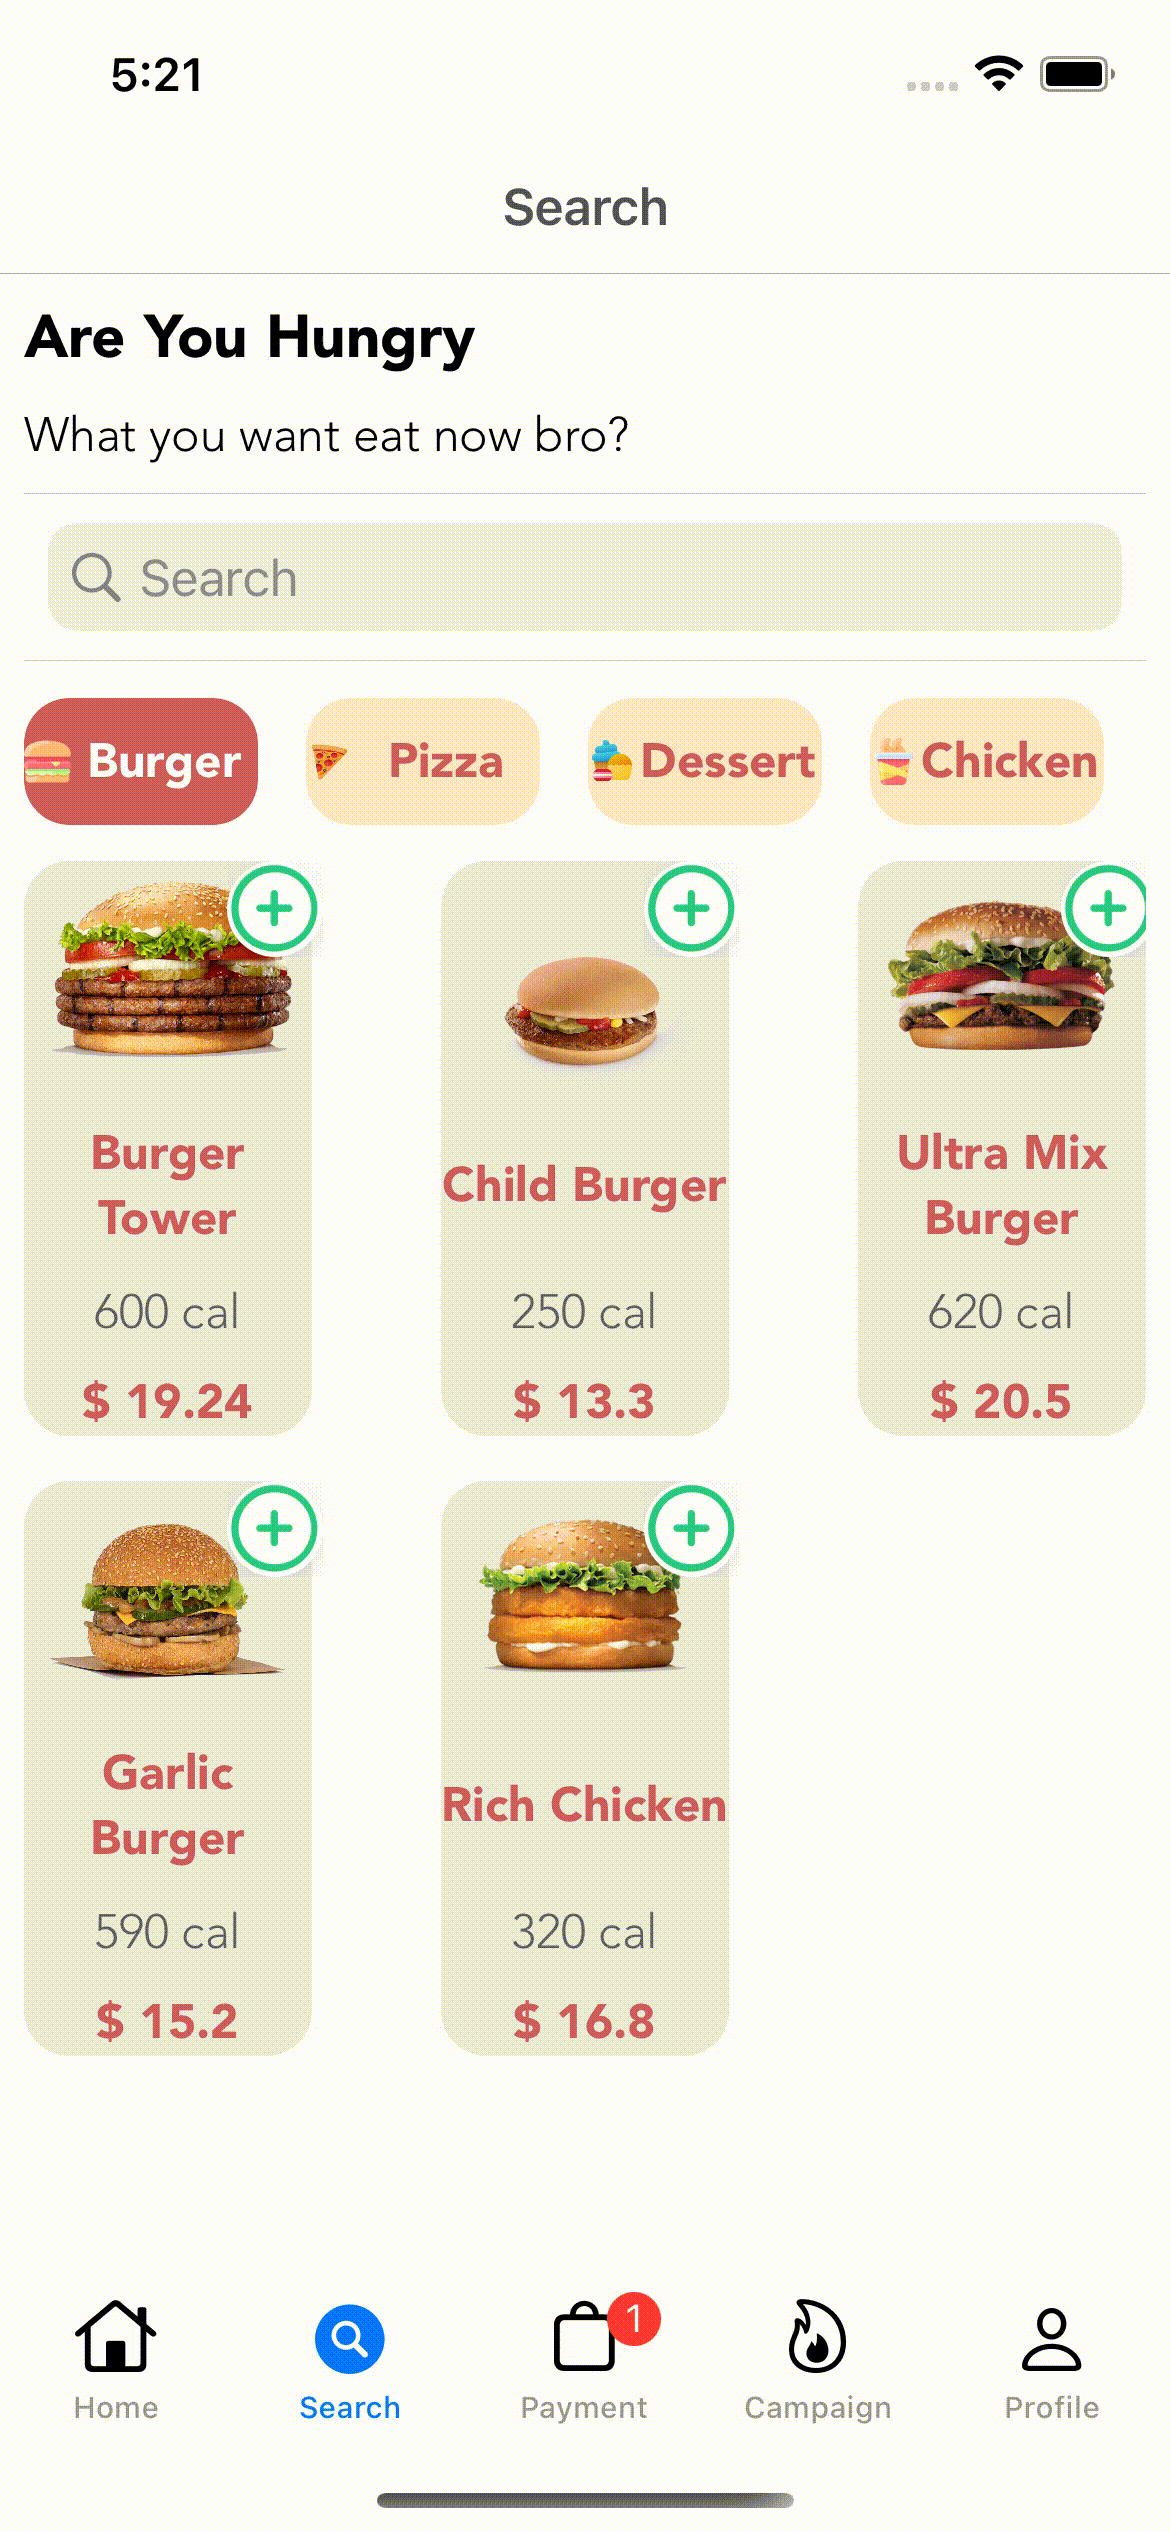 5:21
Search
Are You Hungry
What you want eat now bro?
Search
Burger Pizza Dessert Chicken
Burger Tower
600 cal
$ 19.24
Child Burger
250 cal
$ 13.3
Ultra Mix Burger
620 cal
$ 20.5
Garlic Burger
590 cal
$ 15.2
Rich Chicken
320 cal
$ 16.8
1
Home Search Payment Campaign Profile